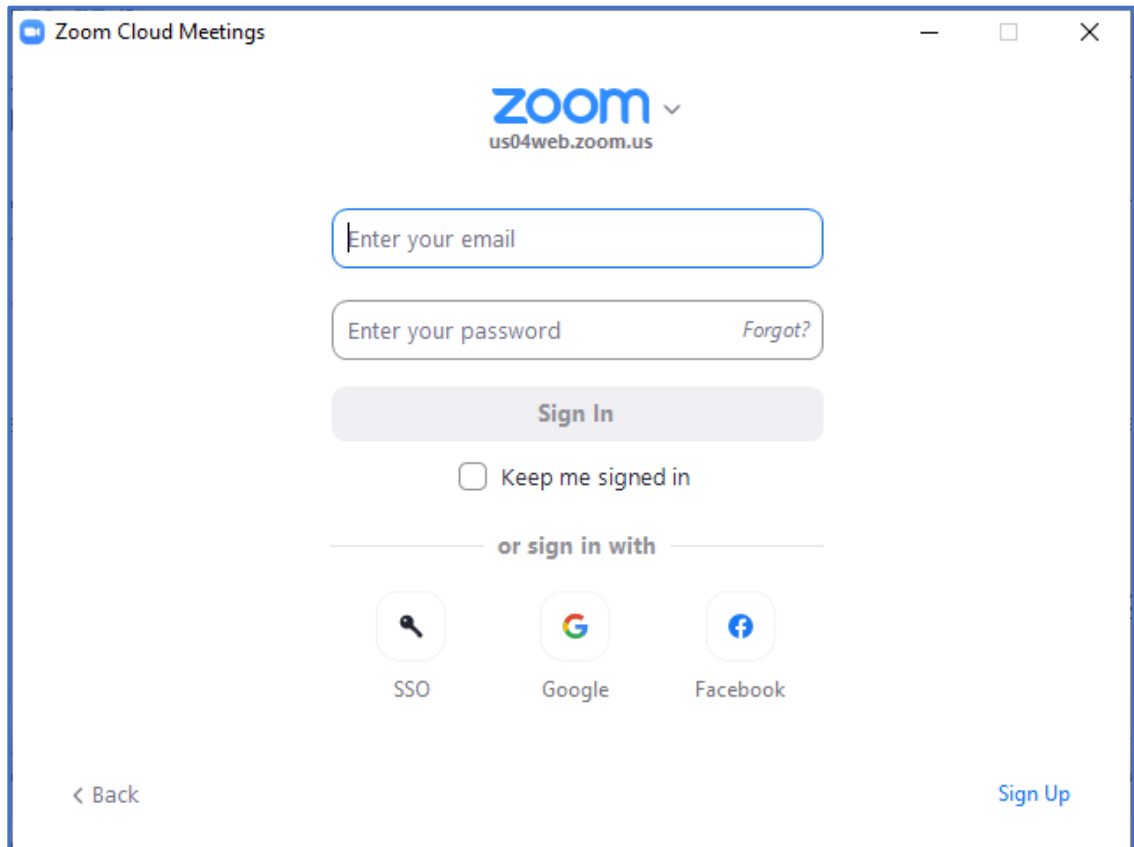 Zoom Cloud Meetings
zoom
us04web.zoom.us
Enter your email
Enter your password Forgot?
Sign In
Keep me signed in
or sign in with
SSO Google Facebook
Back Sign Up